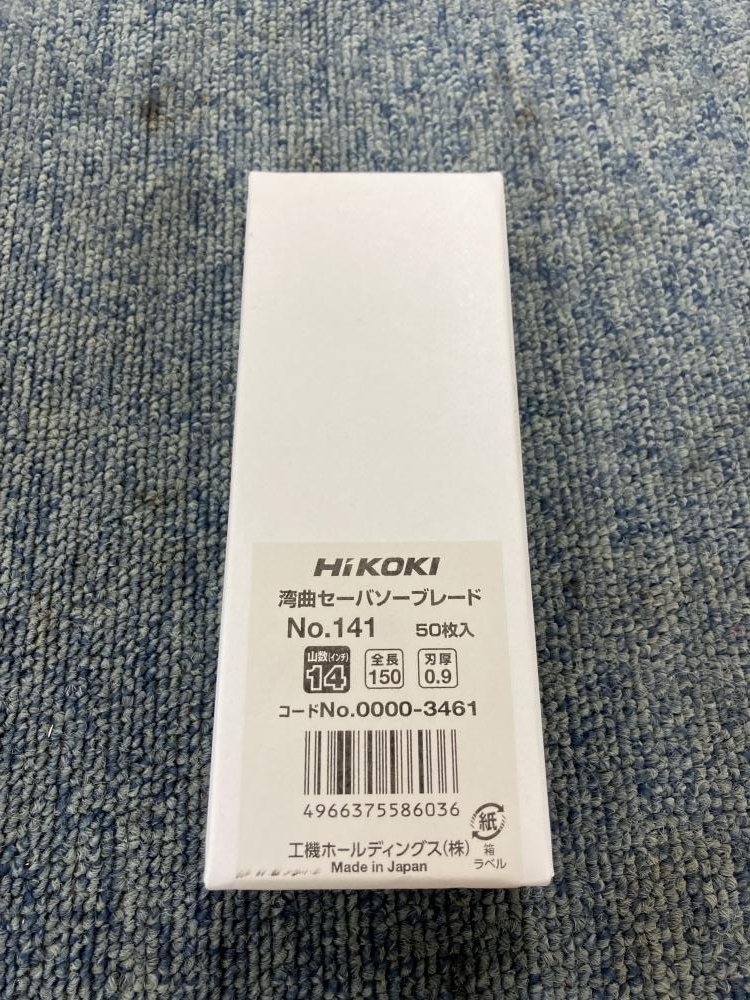 HiKOKI
湾曲セーバソーブレード
No.141 50枚入
山数(インチ) 14 全長 150 刃厚 0.9
コードNo.0000-3461
4966375586036
紙
箱
ラベル
工機ホールディングス(株)
Made in Japan